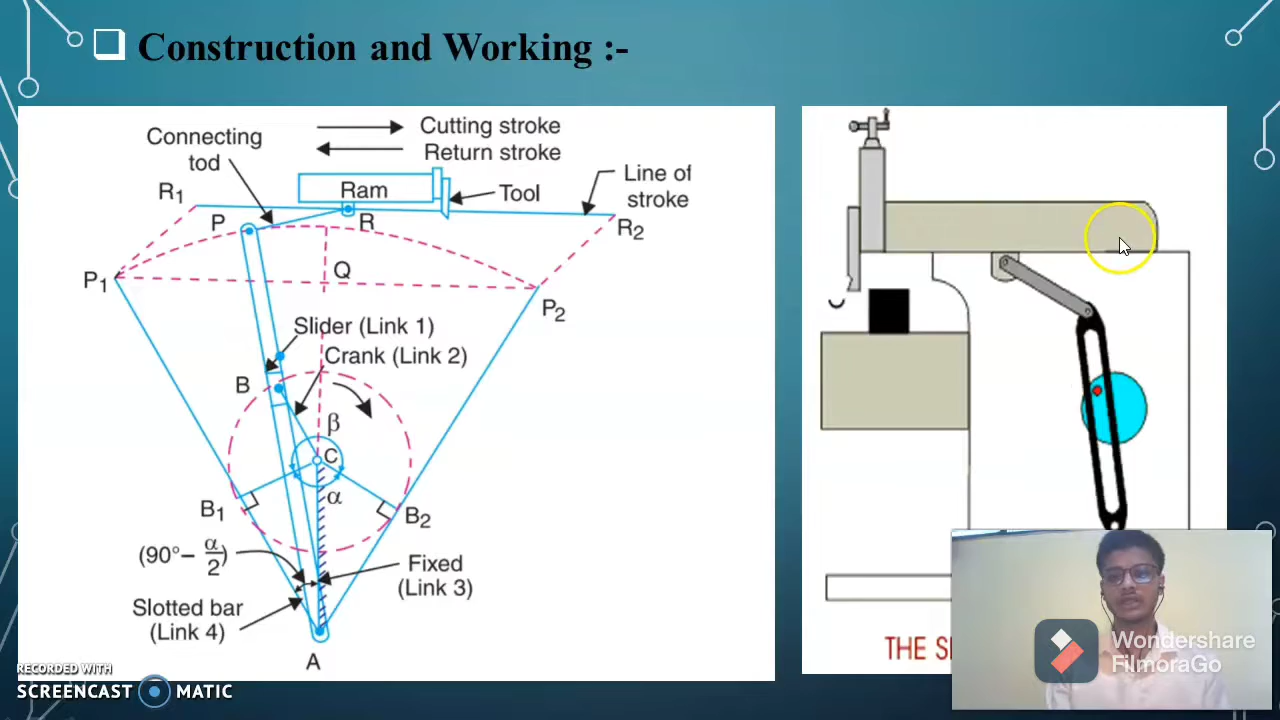 Construction and Working :-
Connecting
tod
Cutting stroke
Return stroke
R1
Ram
Tool
Line of
stroke
P
R
R2
Q
P1
P2
Slider (Link 1)
Crank (Link 2)
B
β
C
α
B1
B2
(90°– α/2)
Fixed
(Link 3)
Slotted bar
(Link 4)
A
THE S
RECORDED WITH
SCREENCAST MATIC
Wondershare
FilmoraGo